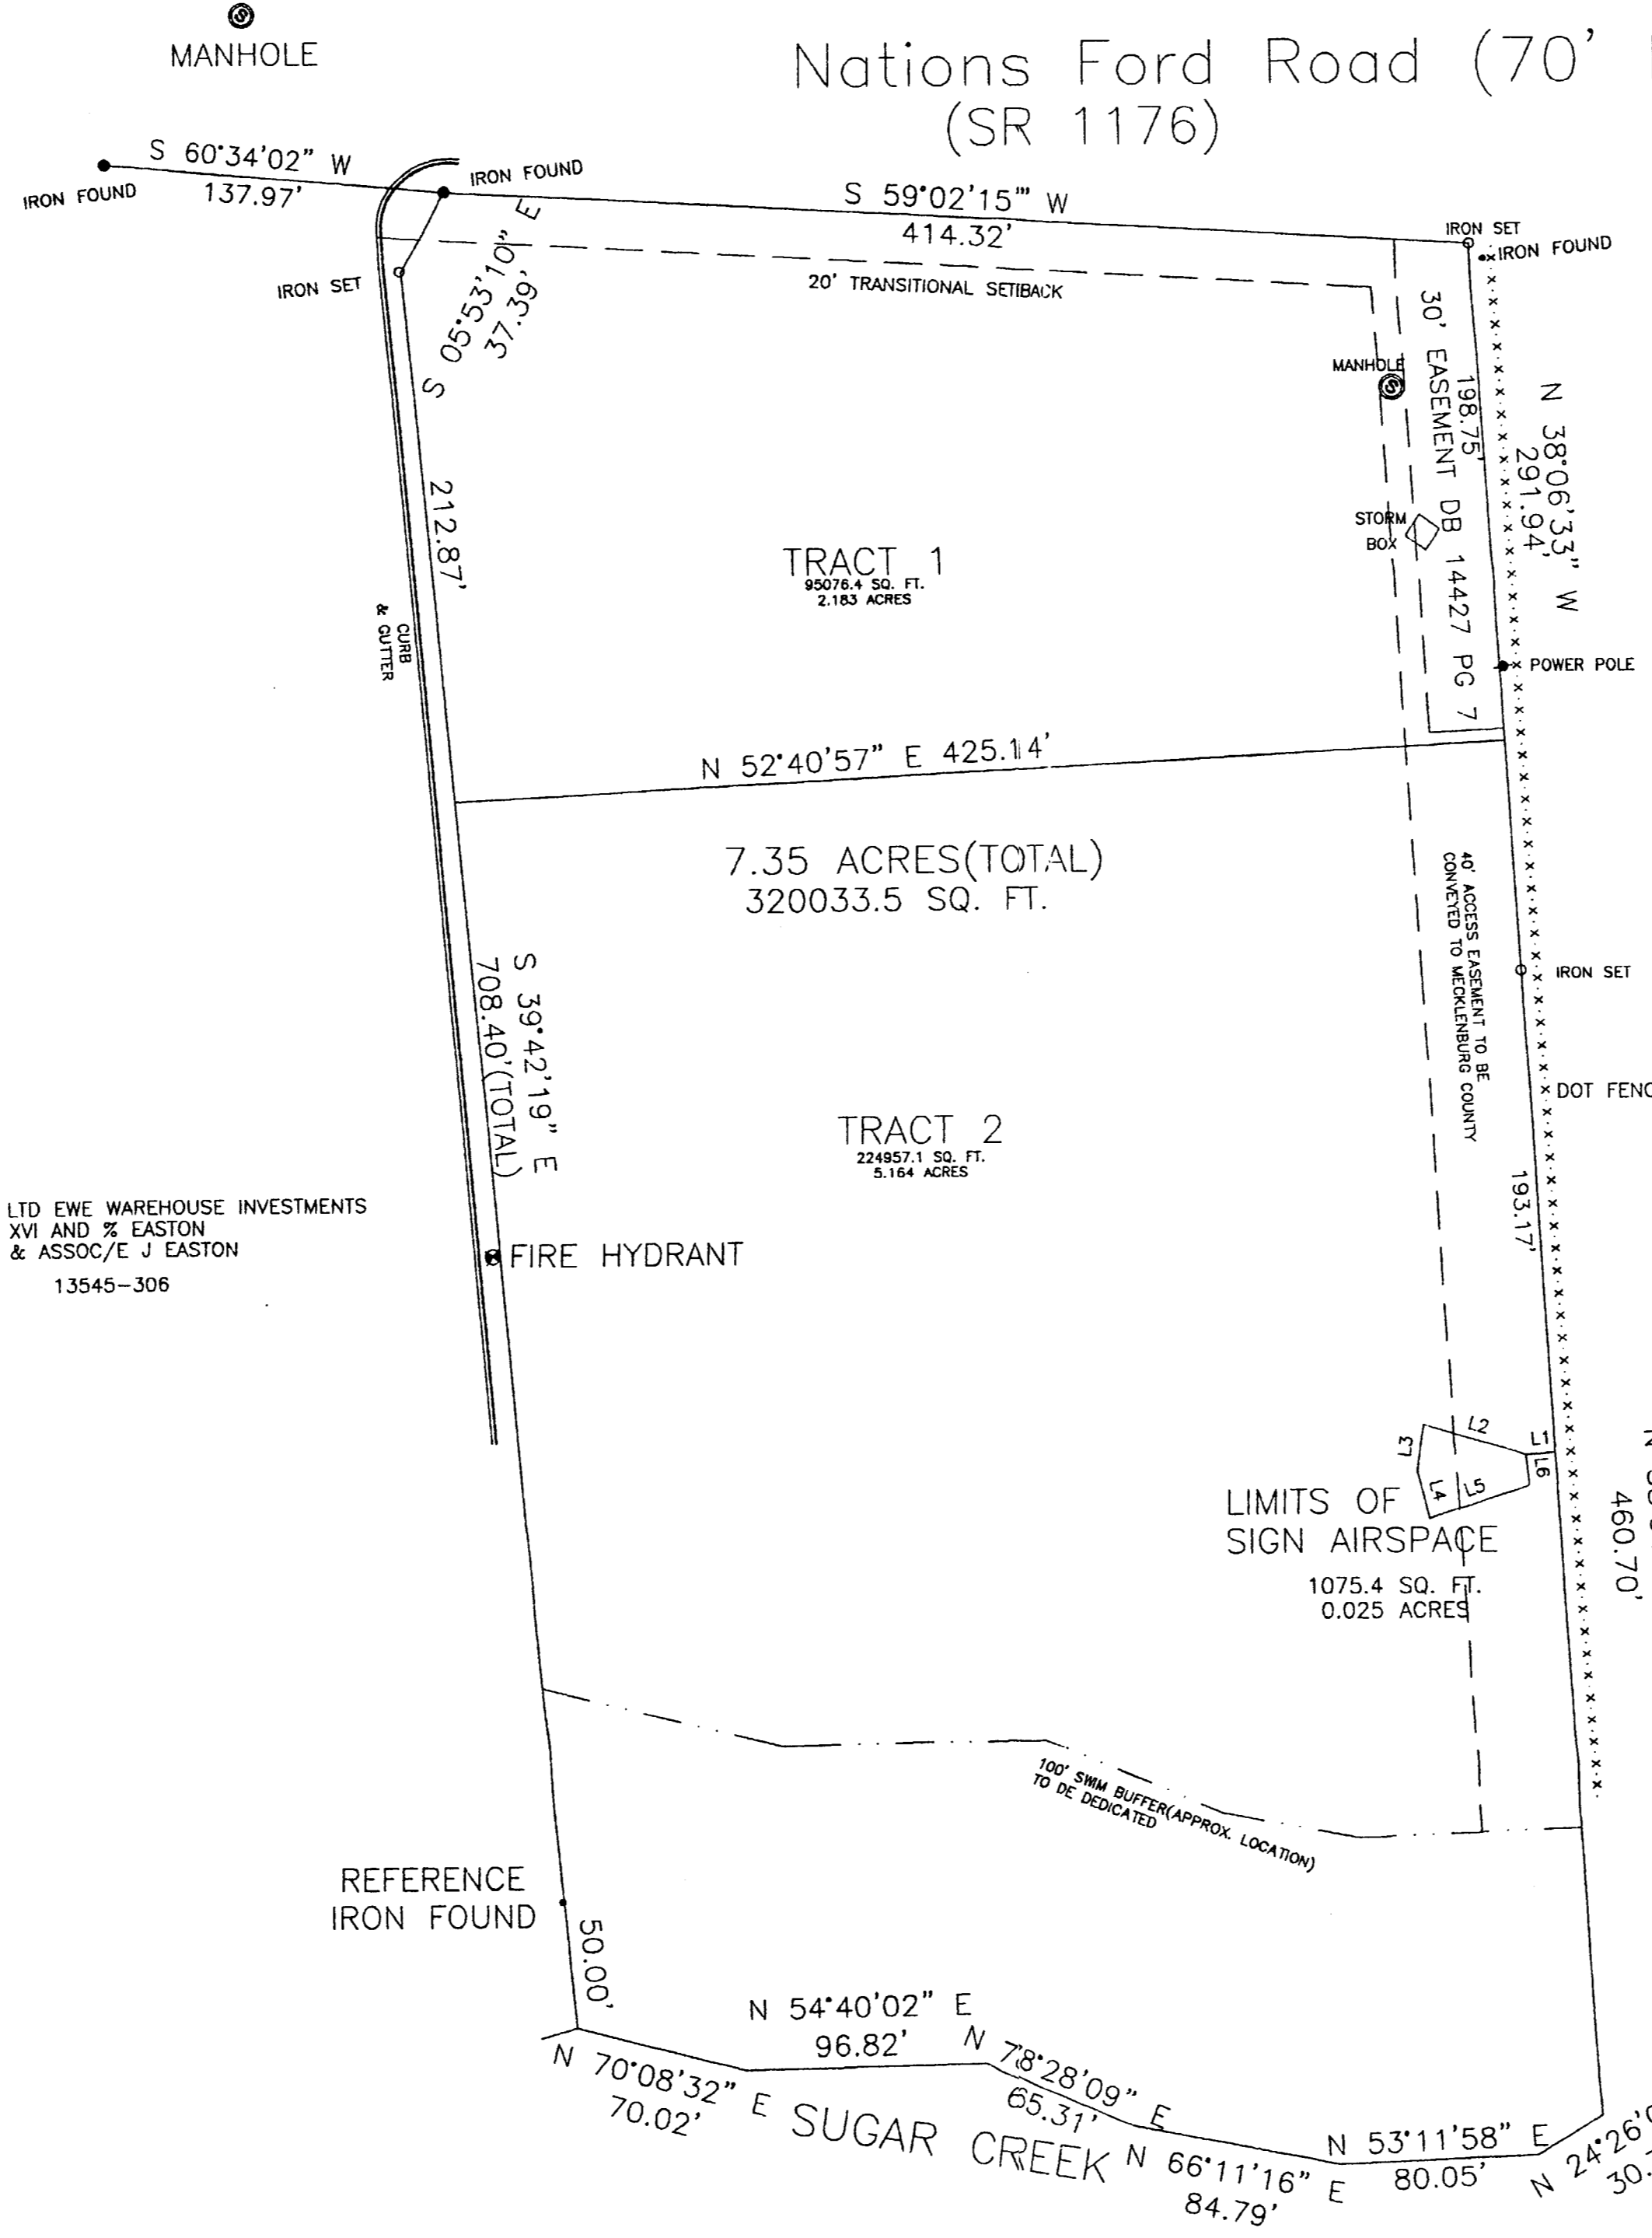 MANHOLE
Nations Ford Road (70'
(SR 1176)
S 60°34'02" W
137.97'
IRON FOUND
IRON FOUND
S 59°02'15'" W
414.32'
IRON SET
IRON FOUND
IRON SET
S 05°53'10" E
37.39'
20' TRANSITIONAL SETBACK
30' EASEMENT DB 14427 PG 7
198.75'
N 38°06'33" W
291.94'
MANHOLE
STORM
BOX
212.87'
TRACT 1
95076.4 SQ. FT.
2.183 ACRES
CURB
& GUTTER
POWER POLE
N 52°40'57" E 425.14'
7.35 ACRES(TOTAL)
320033.5 SQ. FT.
40' ACCESS EASEMENT TO BE
CONVEYED TO MECKLENBURG COUNTY
S 39°42'19" E
708.40'(TOTAL)
IRON SET
DOT FENC
TRACT 2
224957.1 SQ. FT.
5.164 ACRES
193.17'
LTD EWE WAREHOUSE INVESTMENTS
XVI AND % EASTON
& ASSOC/E J EASTON
13545-306
FIRE HYDRANT
L2
L1
L3
L6
L4
L5
LIMITS OF
SIGN AIRSPACE
1075.4 SQ. FT.
0.025 ACRES
460.70'
100' SWIM BUFFER(APPROX. LOCATION)
TO DE DEDICATED
REFERENCE
IRON FOUND
50.00'
N 54°40'02" E
96.82'
N 78°28'09" E
65.31'
N 70°08'32" E
70.02'
SUGAR CREEK
N 66°11'16" E
84.79'
N 53°11'58" E
80.05'
N 24°26'
30.